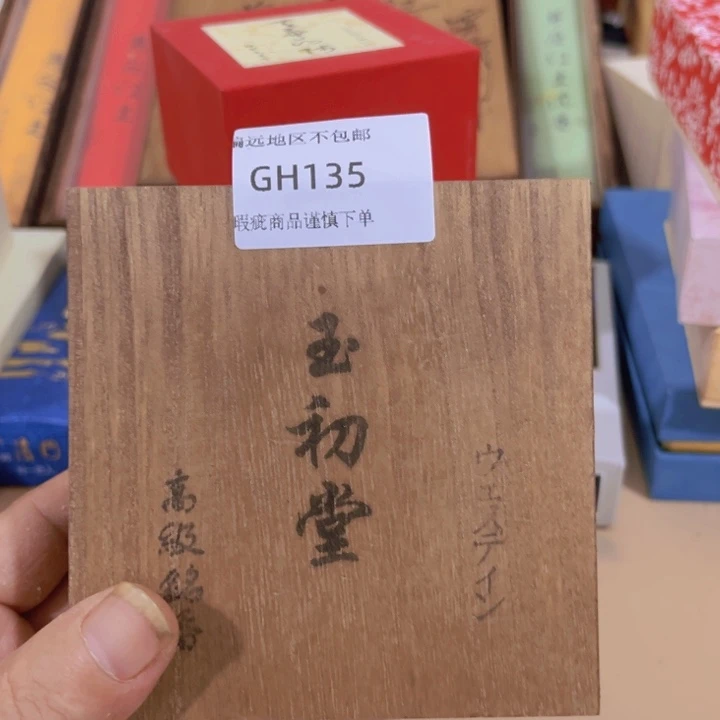 偏远地区不包邮
GH135
瑕疵商品谨慎下单
ウェスティン
玉初堂
高級銘香